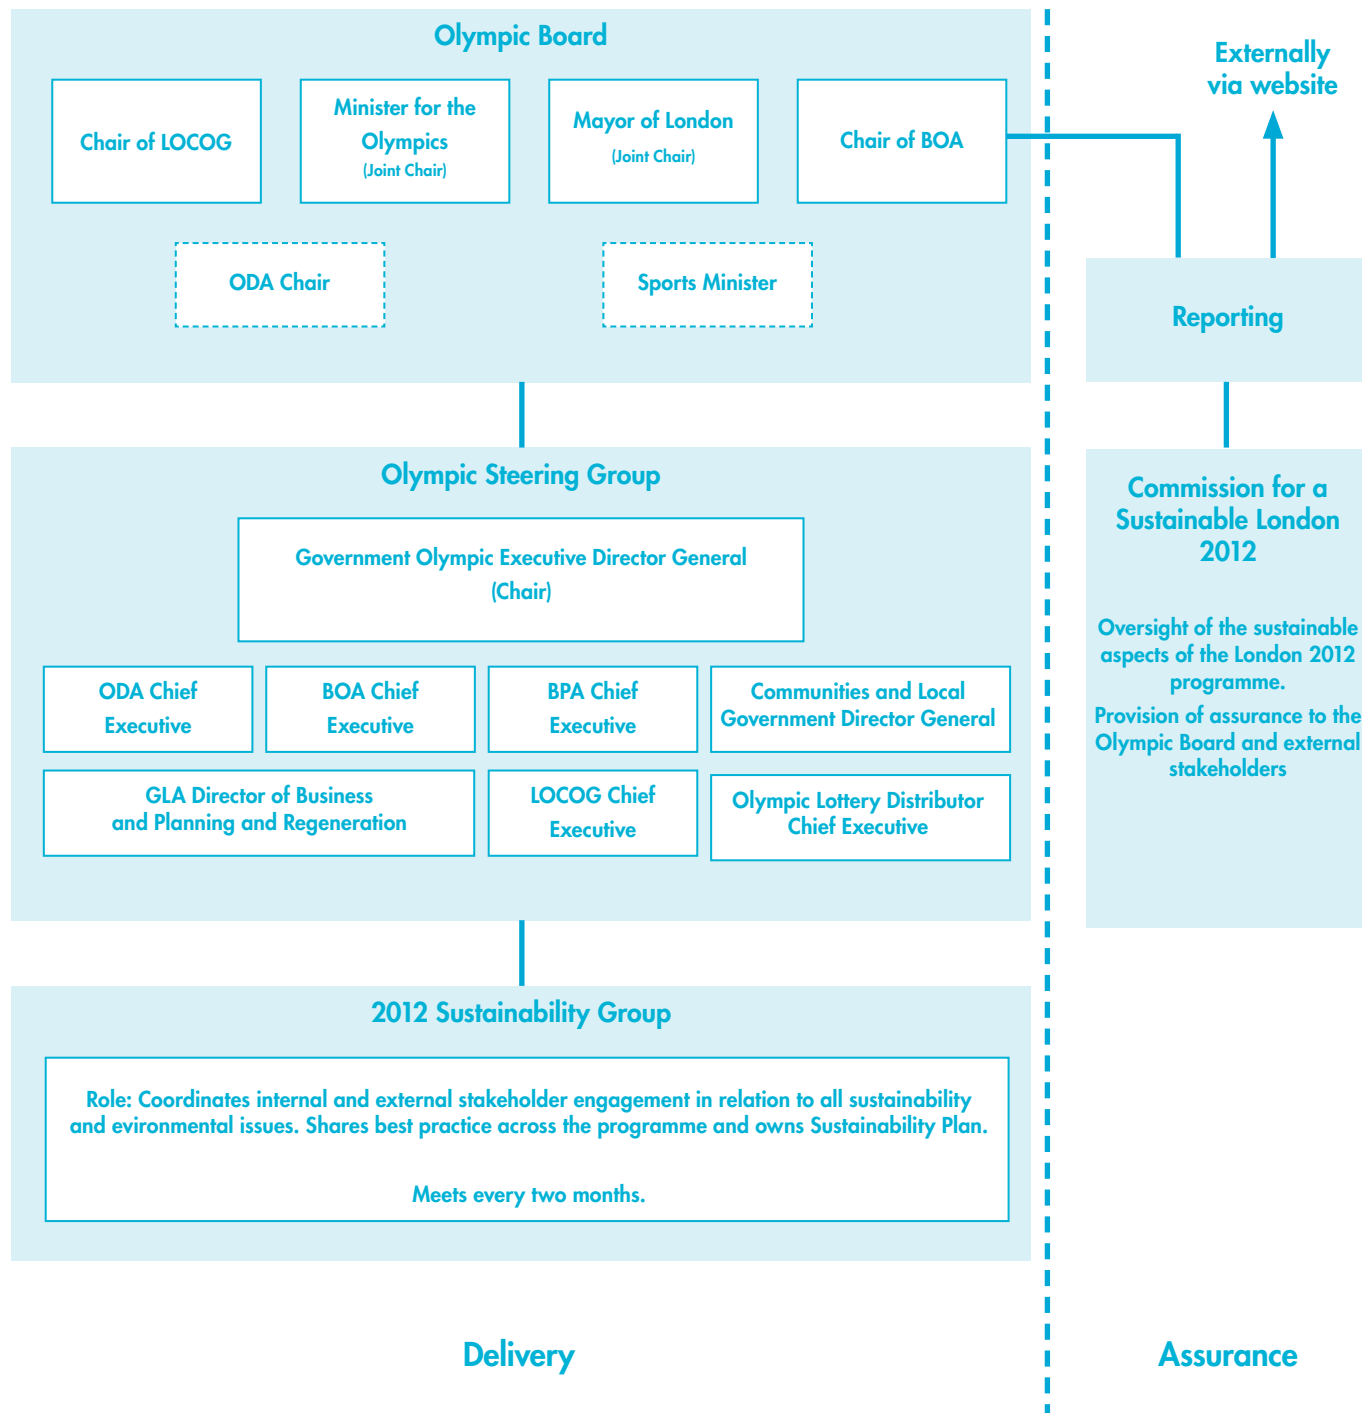 Olympic Board
Chair of LOCOG
Minister for the
Olympics
(Joint Chair)
Mayor of London
(Joint Chair)
Chair of BOA
ODA Chair
Sports Minister
Externally
via website
Reporting
Olympic Steering Group
Government Olympic Executive Director General
(Chair)
ODA Chief
Executive
BOA Chief
Executive
BPA Chief
Executive
Communities and Local
Government Director General
GLA Director of Business
and Planning and Regeneration
LOCOG Chief
Executive
Olympic Lottery Distributor
Chief Executive
Commission for a
Sustainable London
2012
Oversight of the sustainable
aspects of the London 2012
programme.
Provision of assurance to the
Olympic Board and external
stakeholders
2012 Sustainability Group
Role: Coordinates internal and external stakeholder engagement in relation to all sustainability
and evironmental issues. Shares best practice across the programme and owns Sustainability Plan.
Meets every two months.
Delivery
Assurance